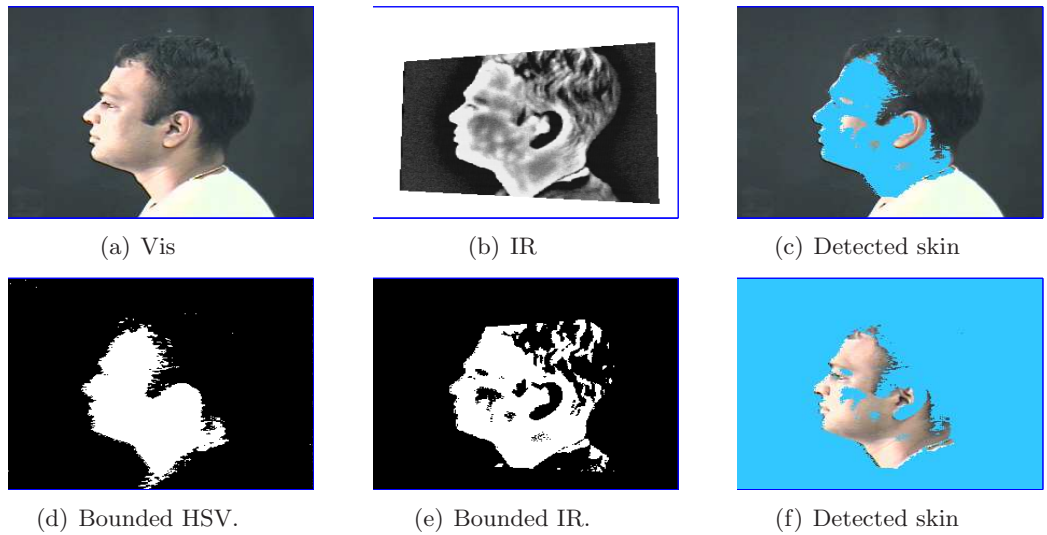 (a) Vis
(b) IR
(c) Detected skin
(d) Bounded HSV.
(e) Bounded IR.
(f) Detected skin